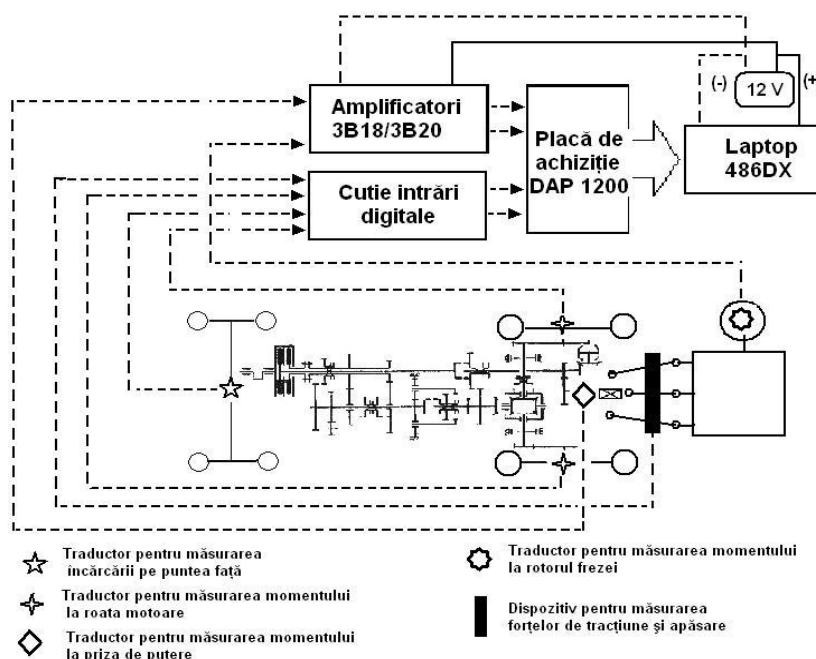 (-)
12 V
(+
Amplificatori
3B18/3B20
Placă de
achiziție
DAP 1200
Laptop
486DX
Cutie intrări
digitale
Traductor pentru măsurarea
încărcării pe puntea față
Traductor pentru măsurarea momentului
la roata motoare
Traductor pentru măsurarea momentului
la priza de putere
Traductor pentru măsurarea momentului
la rotorul frezei
Dispozitiv pentru măsurarea
forțelor de tracțiune și apăsare